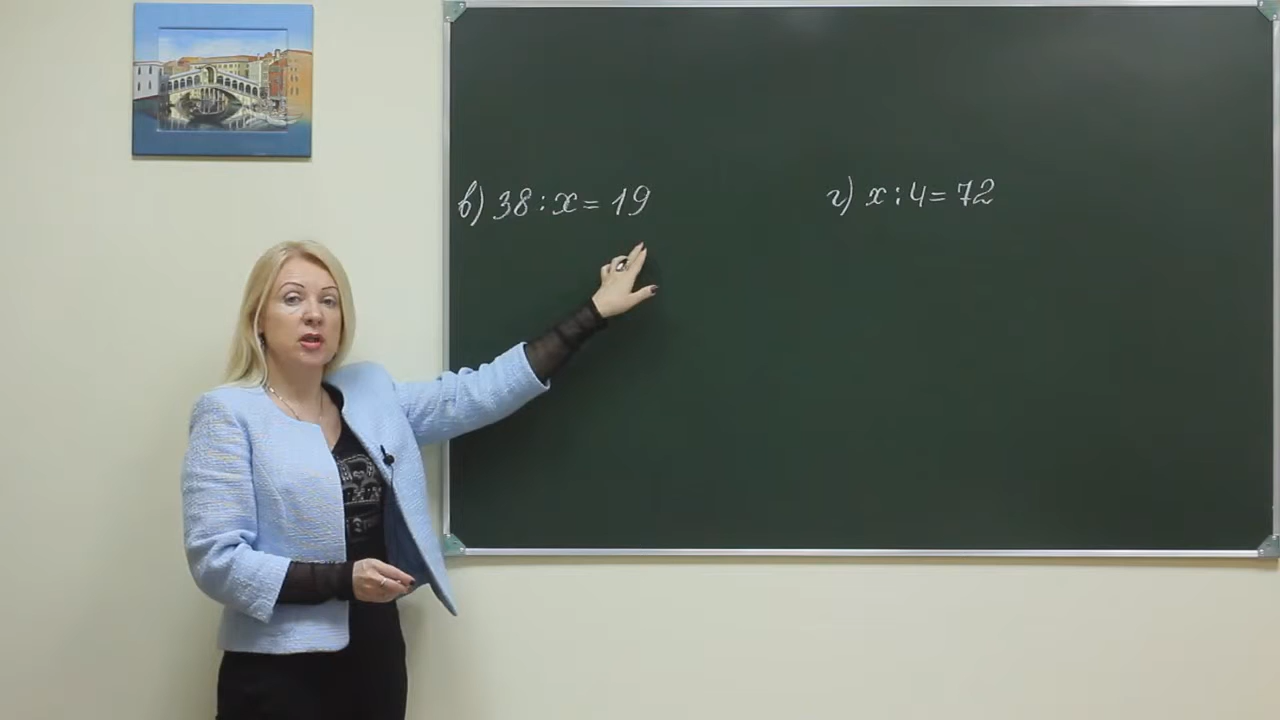 в) 38 : x = 19
г) x : 4 = 72